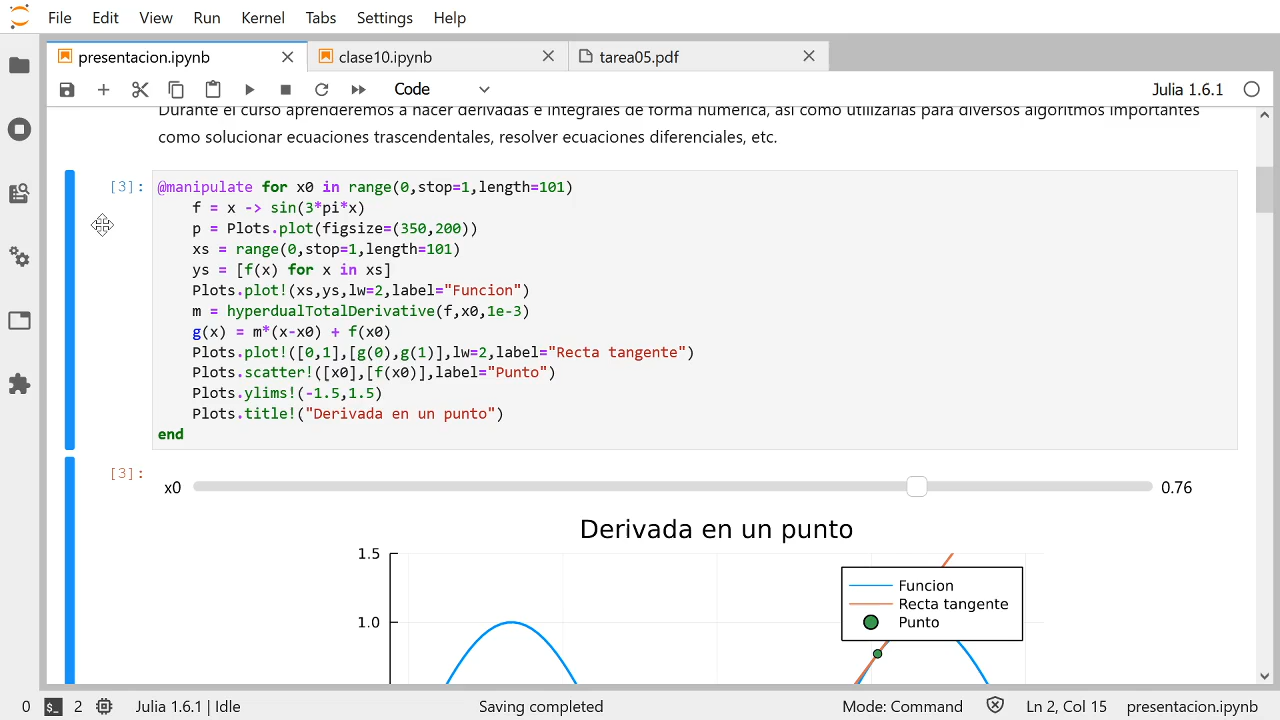 File Edit View Run Kernel Tabs Settings Help
presentacion.ipynb clase10.ipynb tarea05.pdf
Code Julia 1.6.1
Durante el curso aprenderemos a hacer derivadas e integrales de forma numerica, asi como utilizarlas para diversos algoritmos importantes
como solucionar ecuaciones trascendentales, resolver ecuaciones diferenciales, etc.
[3]: @manipulate for x0 in range(0,stop=1,length=101)
f = x -> sin(3*pi*x)
p = Plots.plot(figsize=(350,200))
xs = range(0,stop=1,length=101)
ys = [f(x) for x in xs]
Plots.plot!(xs,ys,lw=2,label="Funcion")
m = hyperdualTotalDerivative(f,x0,1e-3)
g(x) = m*(x-x0) + f(x0)
Plots.plot!([0,1],[g(0),g(1)],lw=2,label="Recta tangente")
Plots.scatter!([x0],[f(x0)],label="Punto")
Plots.ylims!(-1.5,1.5)
Plots.title!("Derivada en un punto")
end
[3]:
x0 0.76
Derivada en un punto
1.5
Funcion
Recta tangente
1.0 Punto
0 $_ 2 Julia 1.6.1 | Idle Saving completed Mode: Command Ln 2, Col 15 presentacion.ipynb